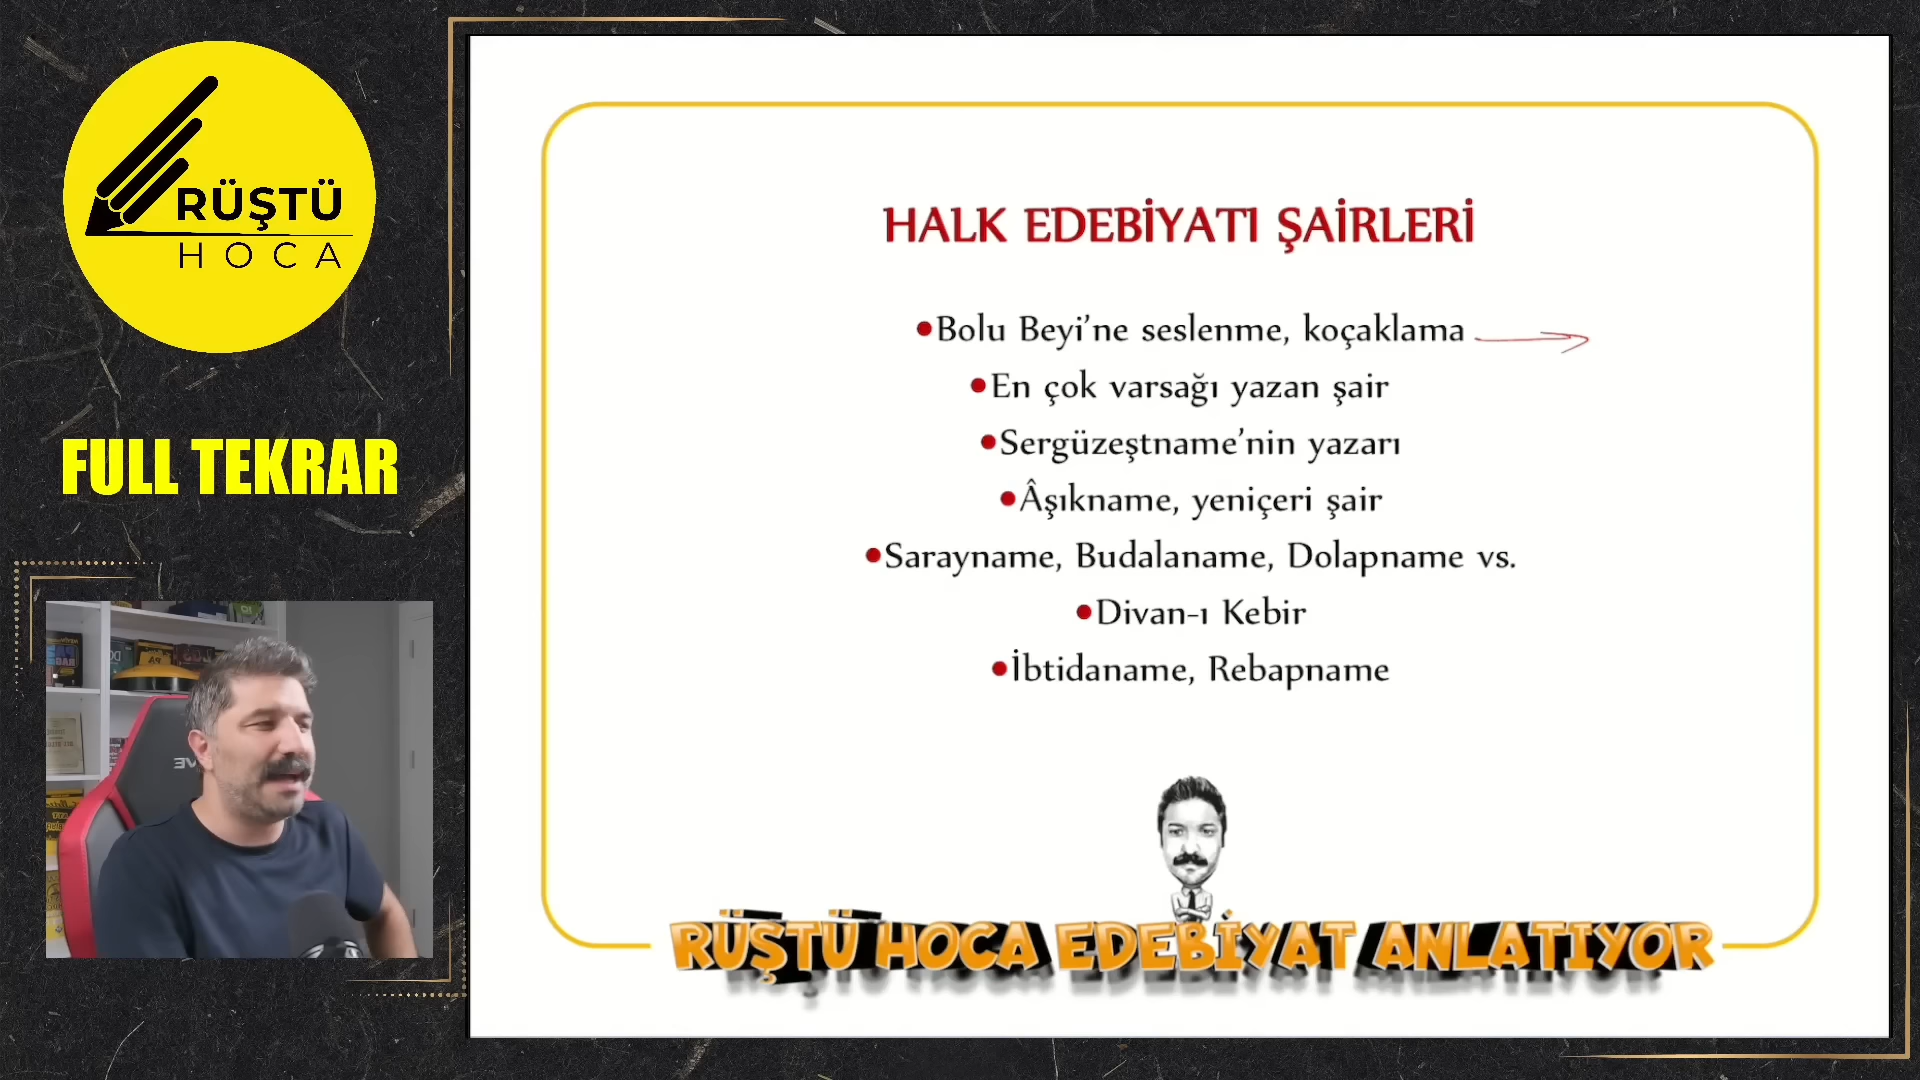 RÜŞTÜ
HOCA
FULL TEKRAR
HALK EDEBİYATI ŞAİRLERİ
•Bolu Beyi’ne seslenme, koçaklama
•En çok varsağı yazan şair
•Sergüzeştname’nin yazarı
•Âşıkname, yeniçeri şair
•Sarayname, Budalaname, Dolapname vs.
•Divan-ı Kebir
•İbtidaname, Rebapname
RÜŞTÜ HOCA EDEBİYAT ANLATIYOR